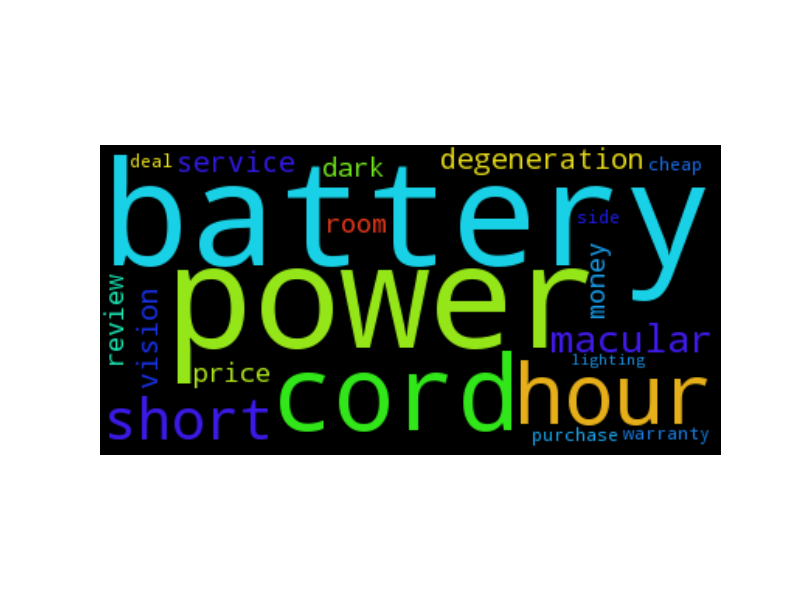 deal service dark degeneration cheap
battery
room side
power
money
review vision
macular
lighting
price cord hour
short
purchase warranty